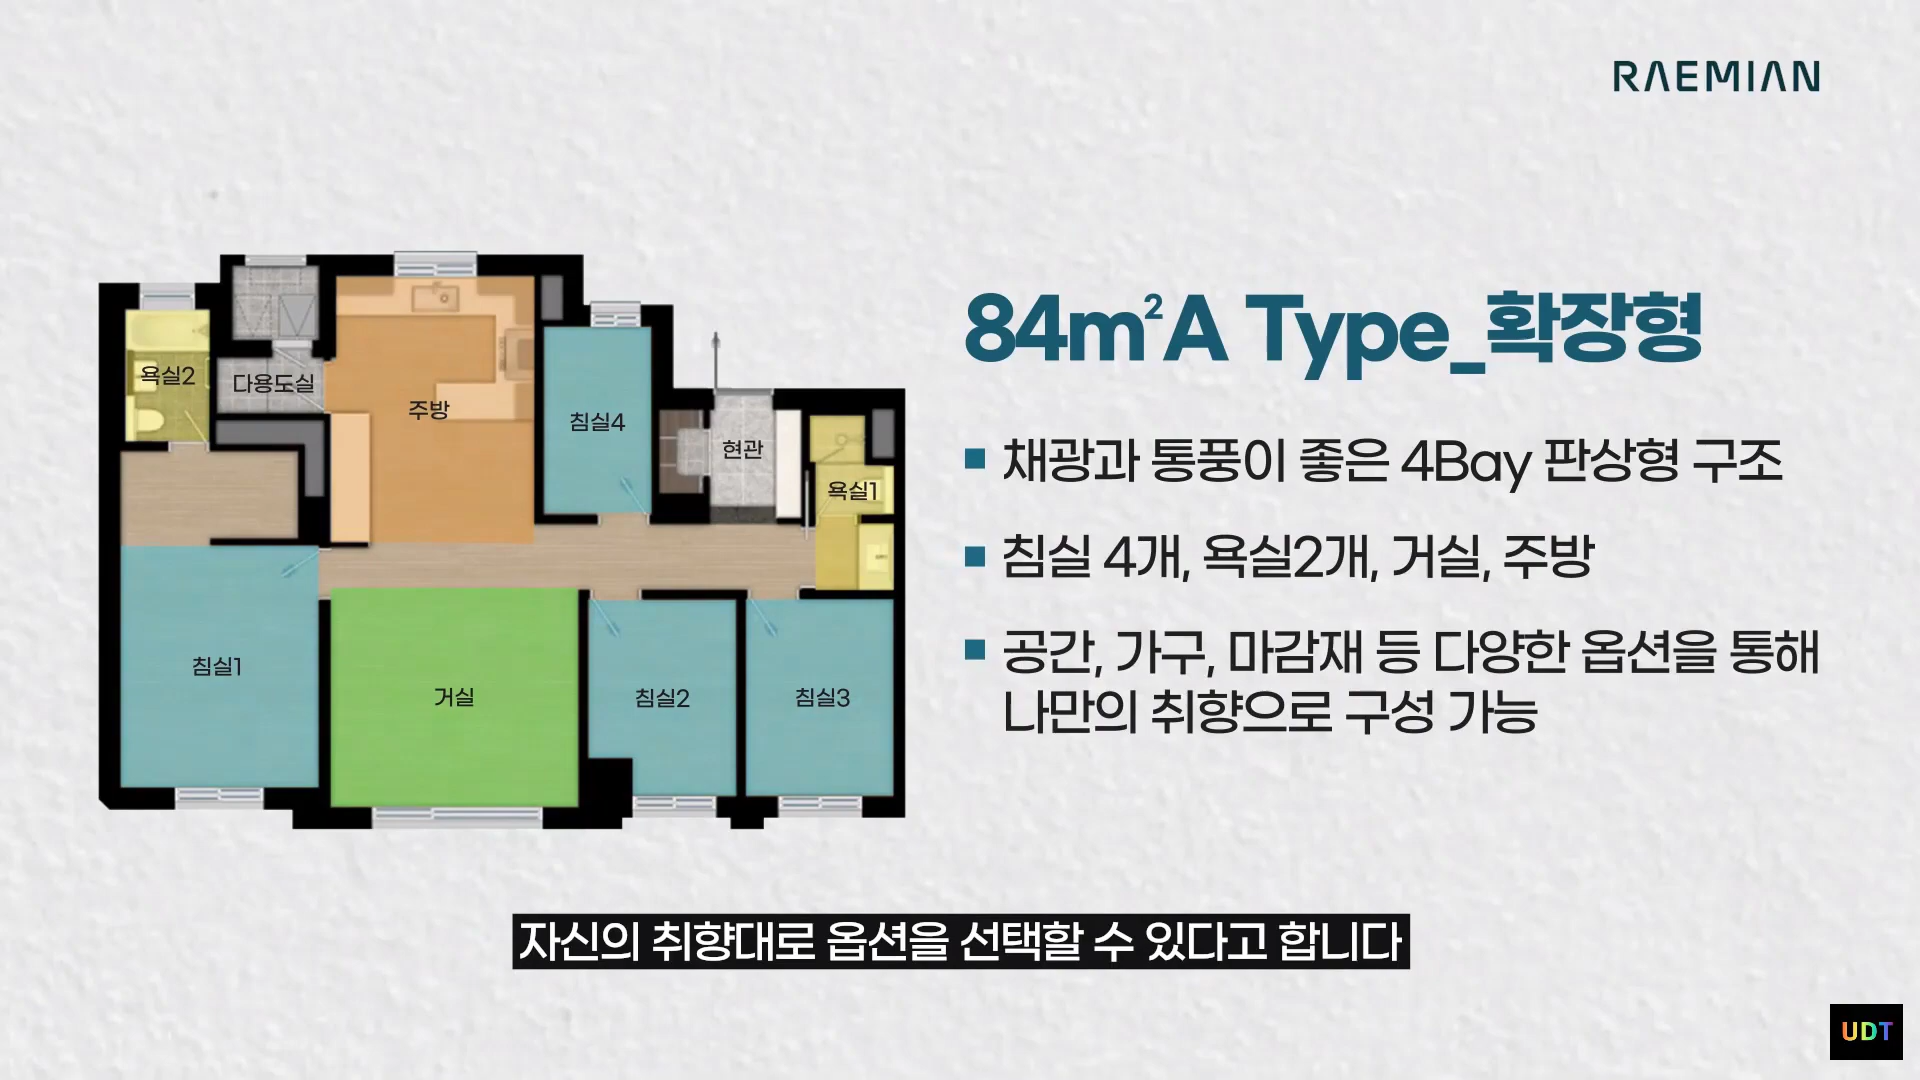 RAEMIAN
84m²A Type_확장형
채광과 통풍이 좋은 4Bay 판상형 구조
침실 4개, 욕실2개, 거실, 주방
공간, 가구, 마감재 등 다양한 옵션을 통해
나만의 취향으로 구성 가능
욕실2
다용도실
주방
침실4
현관
욕실1
침실1
거실
침실2
침실3
자신의 취향대로 옵션을 선택할 수 있다고 합니다
UDT